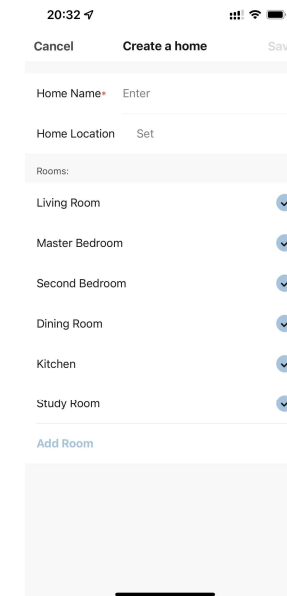 20:32
Cancel Create a home Sav
Home Name* Enter
Home Location Set
Rooms:
Living Room
Master Bedroom
Second Bedroom
Dining Room
Kitchen
Study Room
Add Room